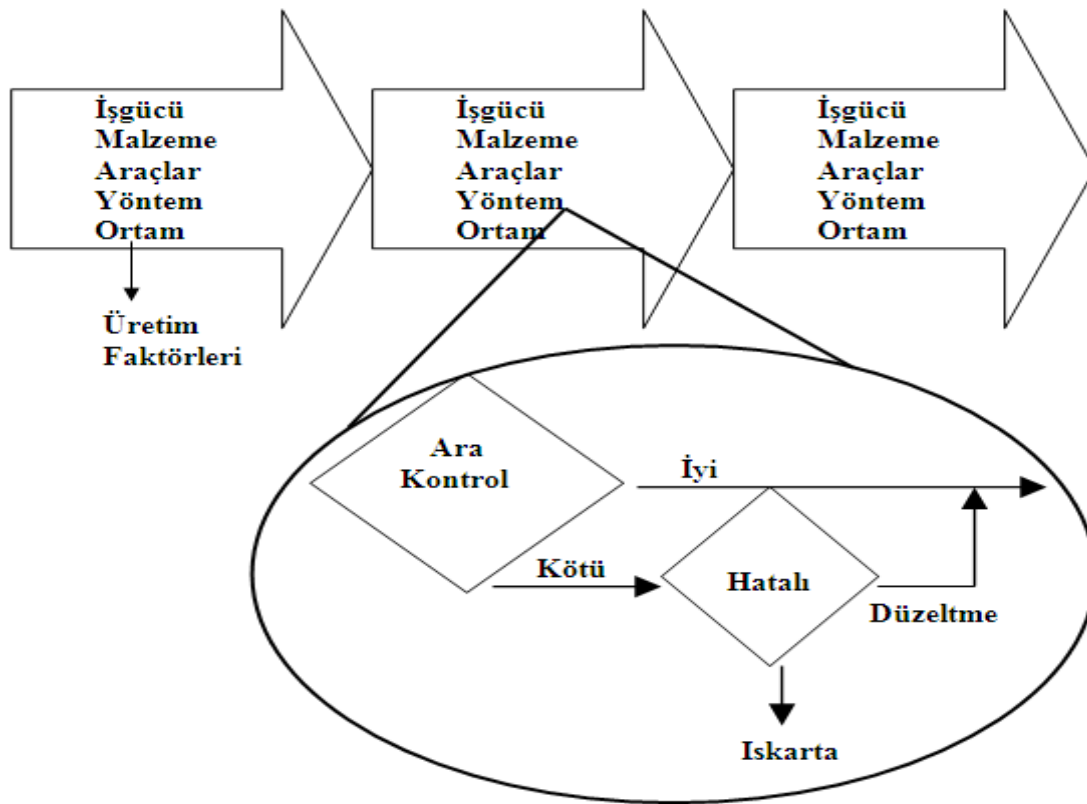 İşgücü
Malzeme
Araçlar
Yöntem
Ortam
İşgücü
Malzeme
Araçlar
Yöntem
Ortam
İşgücü
Malzeme
Araçlar
Yöntem
Ortam
Üretim
Faktörleri
Ara
Kontrol
İyi
Kötü
Hatalı
Düzeltme
Iskarta